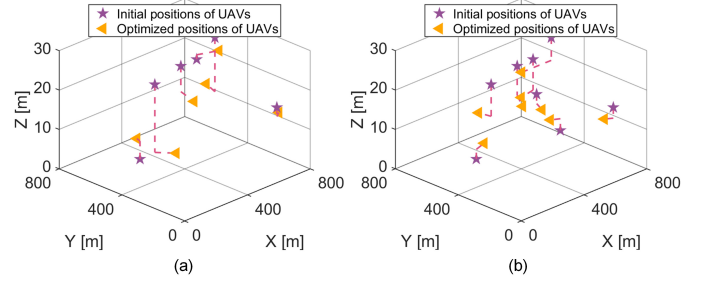 Initial positions of UAVs
Optimized positions of UAVs
30
20
10
0
Z [m]
800
400
0
Y [m]
0
400
800
X [m]
(a)
Initial positions of UAVs
Optimized positions of UAVs
30
20
10
0
Z [m]
800
400
0
Y [m]
0
400
800
X [m]
(b)